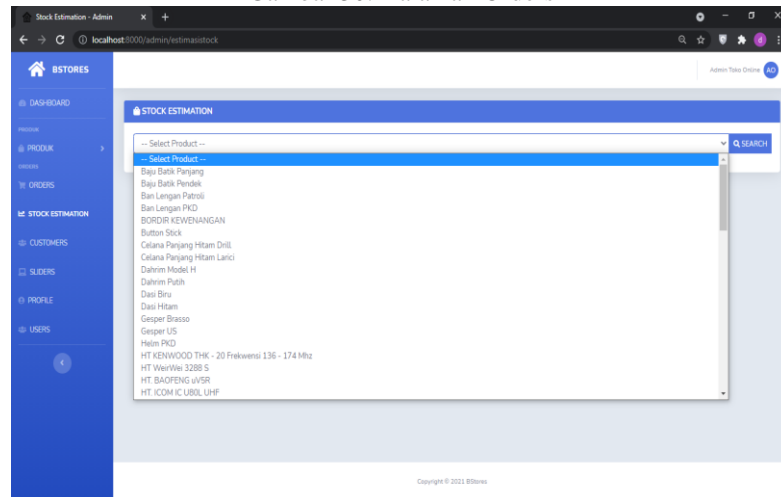 Stock Estimation - Admin
localhost:8000/admin/estimasistock
BSTORES
Admin Toko Online AO
DASHBOARD
STOCK ESTIMATION
PRODUK
PRODUK
-- Select Product --
SEARCH
ORDERS
ORDERS
STOCK ESTIMATION
CUSTOMERS
SLIDERS
PROFILE
USERS
-- Select Product --
Baju Batik Panjang
Baju Batik Pendek
Ban Lengan Patroli
Ban Lengan PKD
BORDIR KEWENANGAN
Button Stick
Celana Panjang Hitam Drill
Celana Panjang Hitam Larici
Dahrim Model H
Dahrim Putih
Dasi Biru
Dasi Hitam
Gesper Brasso
Gesper US
Helm PKD
HT KENWOOD THK - 20 Frekwensi 136 - 174 Mhz
HT WeirWei 3288 S
HT. BAOFENG uV5R
HT. ICOM IC U80L UHF
Copyright © 2021 BStores